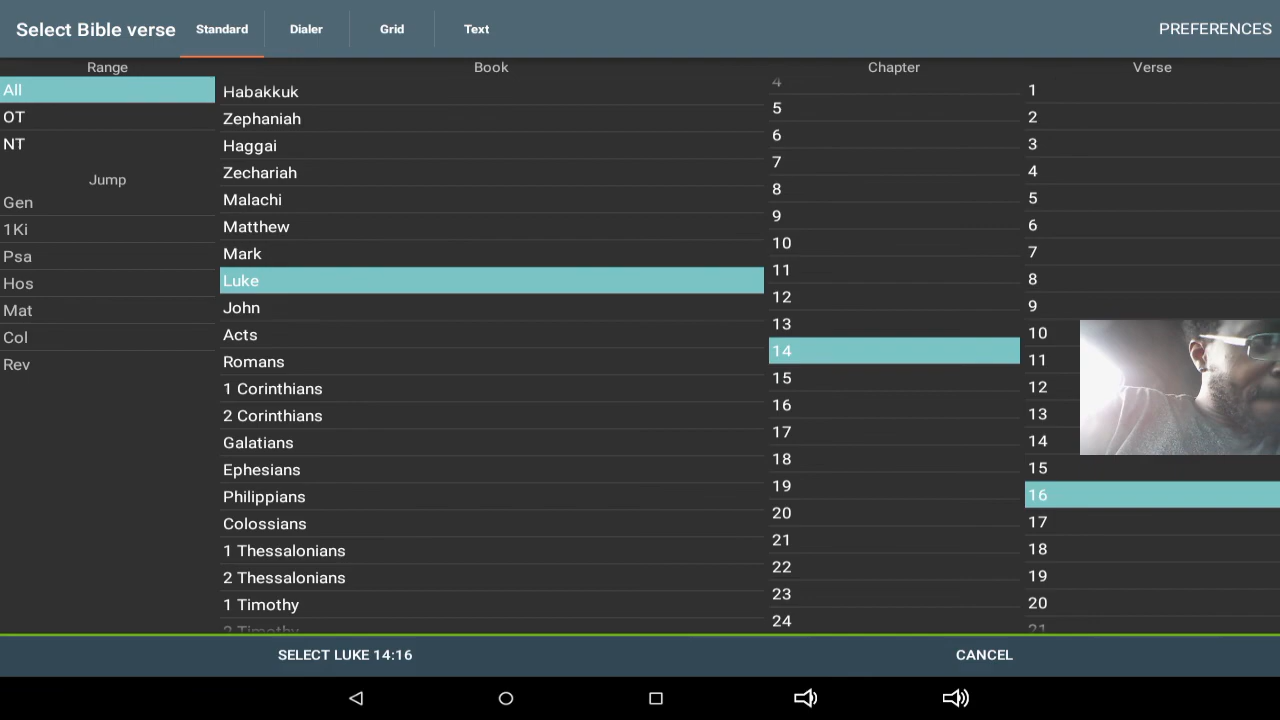 Select Bible verse Standard Dialer Grid Text PREFERENCES
Range Book Chapter Verse
All
OT
NT
Jump
Gen
1Ki
Psa
Hos
Mat
Col
Rev
Habakkuk
Zephaniah
Haggai
Zechariah
Malachi
Matthew
Mark
Luke
John
Acts
Romans
1 Corinthians
2 Corinthians
Galatians
Ephesians
Philippians
Colossians
1 Thessalonians
2 Thessalonians
1 Timothy
2 Timothy
4
5
6
7
8
9
10
11
12
13
14
15
16
17
18
19
20
21
22
23
24
1
2
3
4
5
6
7
8
9
10
11
12
13
14
15
16
17
18
19
20
21
SELECT LUKE 14:16 CANCEL